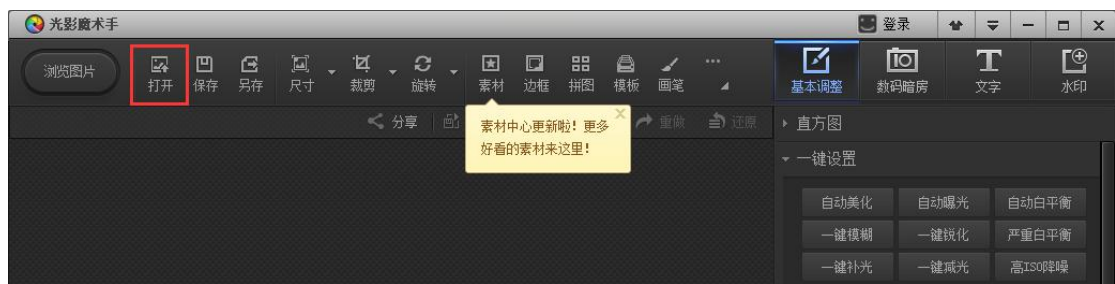 光影魔术手
登录
浏览图片
打开
保存
另存
尺寸
裁剪
旋转
素材
边框
拼图
模板
画笔
基本调整
数码暗房
文字
水印
分享
重做
还原
素材中心更新啦！更多
好看的素材来这里！
直方图
一键设置
自动美化
自动曝光
自动白平衡
一键模糊
一键锐化
严重白平衡
一键补光
一键减光
高ISO降噪